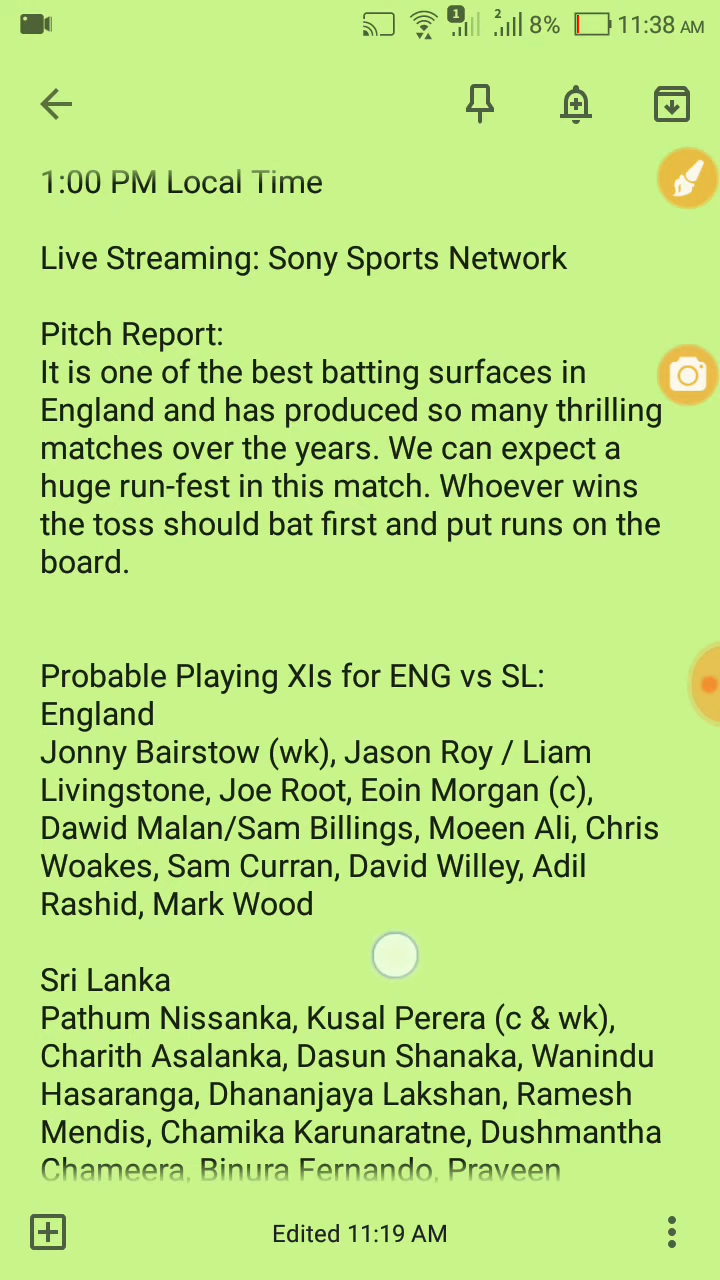 1 2 8% 11:38 AM
1:00 PM Local Time
Live Streaming: Sony Sports Network
Pitch Report:
It is one of the best batting surfaces in
England and has produced so many thrilling
matches over the years. We can expect a
huge run-fest in this match. Whoever wins
the toss should bat first and put runs on the
board.
Probable Playing XIs for ENG vs SL:
England
Jonny Bairstow (wk), Jason Roy / Liam
Livingstone, Joe Root, Eoin Morgan (c),
Dawid Malan/Sam Billings, Moeen Ali, Chris
Woakes, Sam Curran, David Willey, Adil
Rashid, Mark Wood
Sri Lanka
Pathum Nissanka, Kusal Perera (c & wk),
Charith Asalanka, Dasun Shanaka, Wanindu
Hasaranga, Dhananjaya Lakshan, Ramesh
Mendis, Chamika Karunaratne, Dushmantha
Chameera, Binura Fernando, Praveen
Edited 11:19 AM